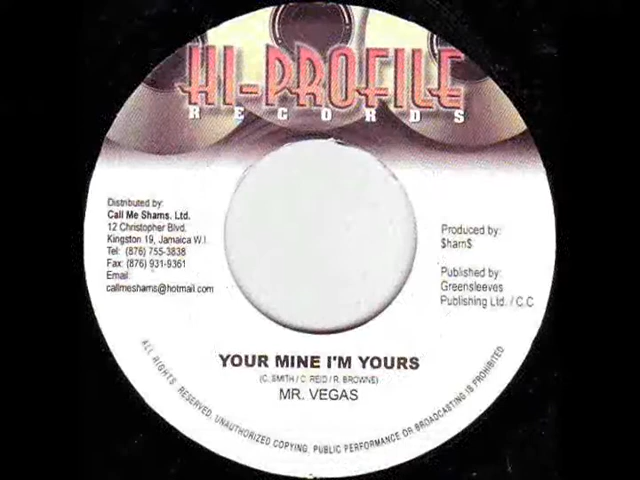 HI-PROFILE
RECORDS
Distributed by:
Call Me Shams. Ltd.
12 Christopher Blvd.
Kingston 19, Jamaica W.I.
Tel: (876) 755-3838
Fax: (876) 931-9361
Email:
callmeshams@hotmail.com
Produced by:
$ham$
Published by:
Greensleeves
Publishing Ltd. / C.C
YOUR MINE I'M YOURS
(C. SMITH / C. REID / R. BROWNE)
MR. VEGAS
ALL RIGHTS RESERVED, UNAUTHORIZED COPYING, PUBLIC PERFORMANCE OR BROADCASTING IS PROHIBITED